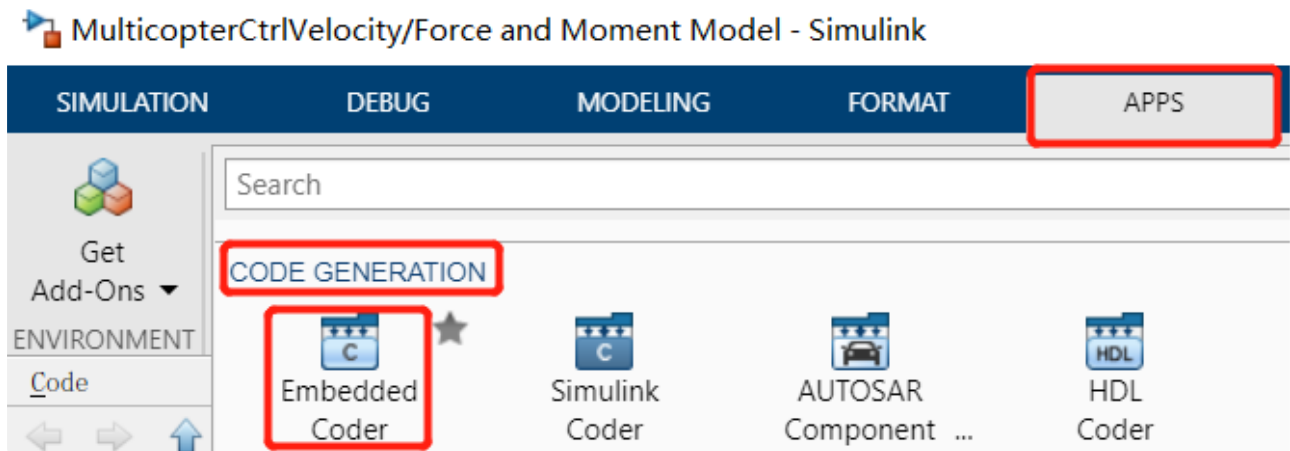 MulticopterCtrlVelocity/Force and Moment Model - Simulink
SIMULATION DEBUG MODELING FORMAT APPS
Search
Get
Add-Ons
ENVIRONMENT
CODE GENERATION
C C HDL
Embedded Simulink AUTOSAR HDL
Coder Coder Component ... Coder
Code